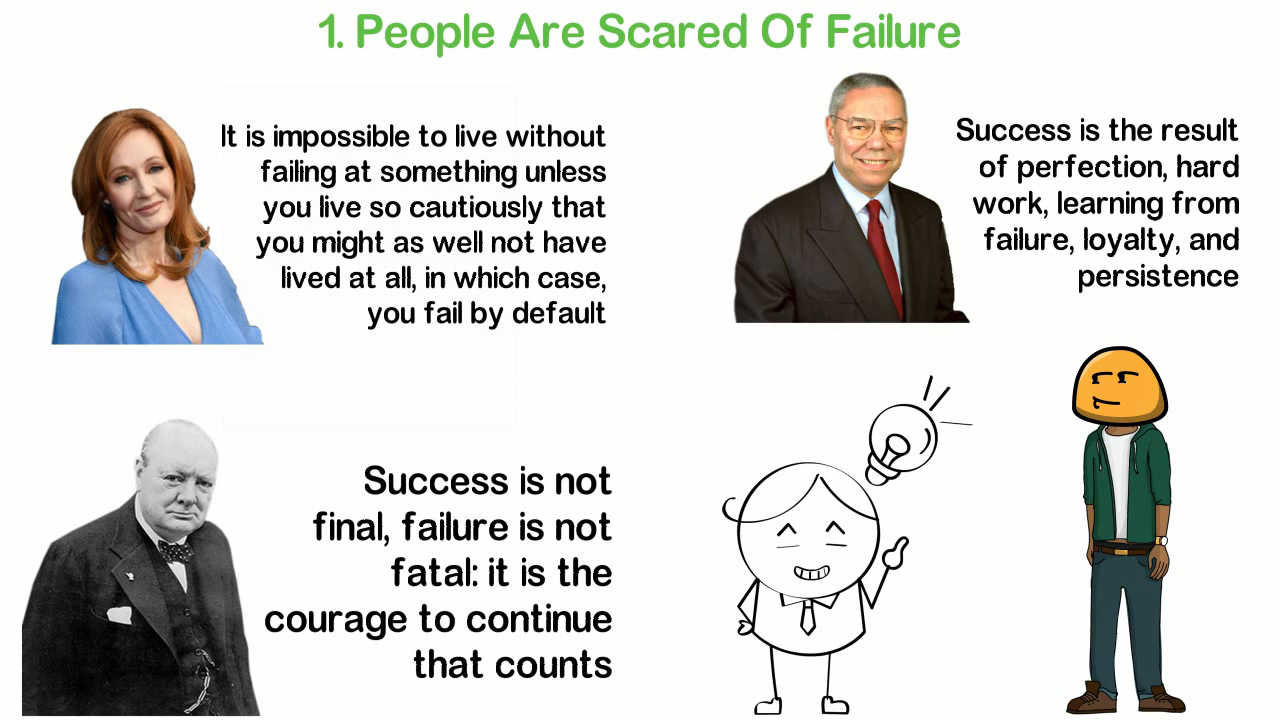 1. People Are Scared Of Failure
It is impossible to live without
failing at something unless
you live so cautiously that
you might as well not have
lived at all, in which case,
you fail by default
Success is the result
of perfection, hard
work, learning from
failure, loyalty, and
persistence
Success is not
final, failure is not
fatal: it is the
courage to continue
that counts